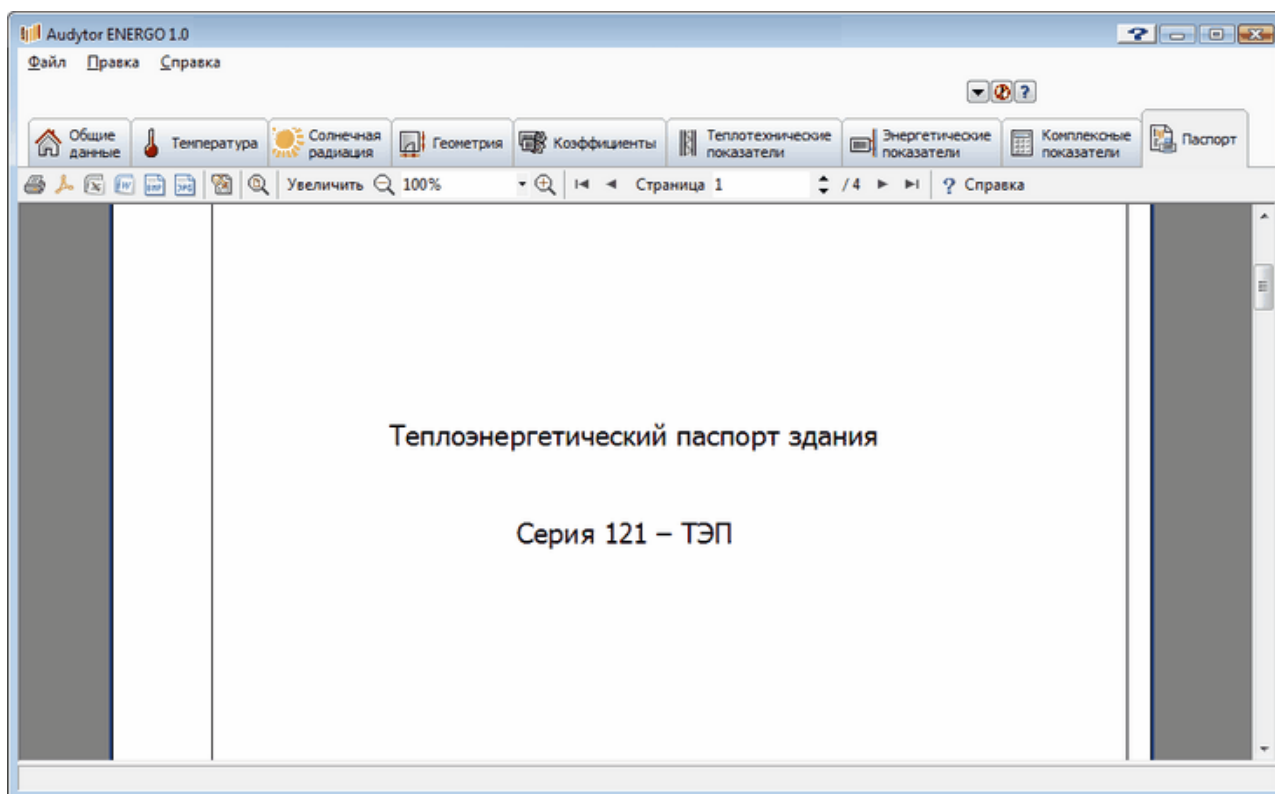 Audytor ENERGO 1.0
Файл Правка Справка
Общие данные
Температура
Солнечная радиация
Геометрия
Коэффициенты
Теплотехнические показатели
Энергетические показатели
Комплексные показатели
Паспорт
Увеличить 100% Страница 1 / 4 ? Справка
Теплоэнергетический паспорт здания
Серия 121 – ТЭП